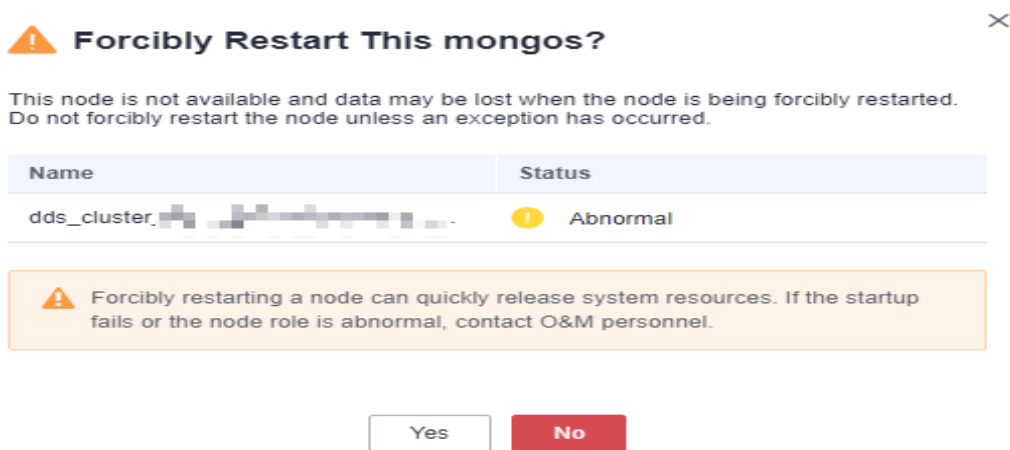 Forcibly Restart This mongos?
This node is not available and data may be lost when the node is being forcibly restarted.
Do not forcibly restart the node unless an exception has occurred.
Name Status
dds_cluster_ Abnormal
Forcibly restarting a node can quickly release system resources. If the startup
fails or the node role is abnormal, contact O&M personnel.
Yes No